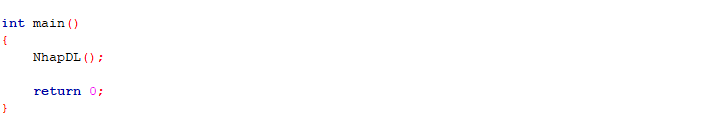 int main()
{
    NhapDL();
    return 0;
}